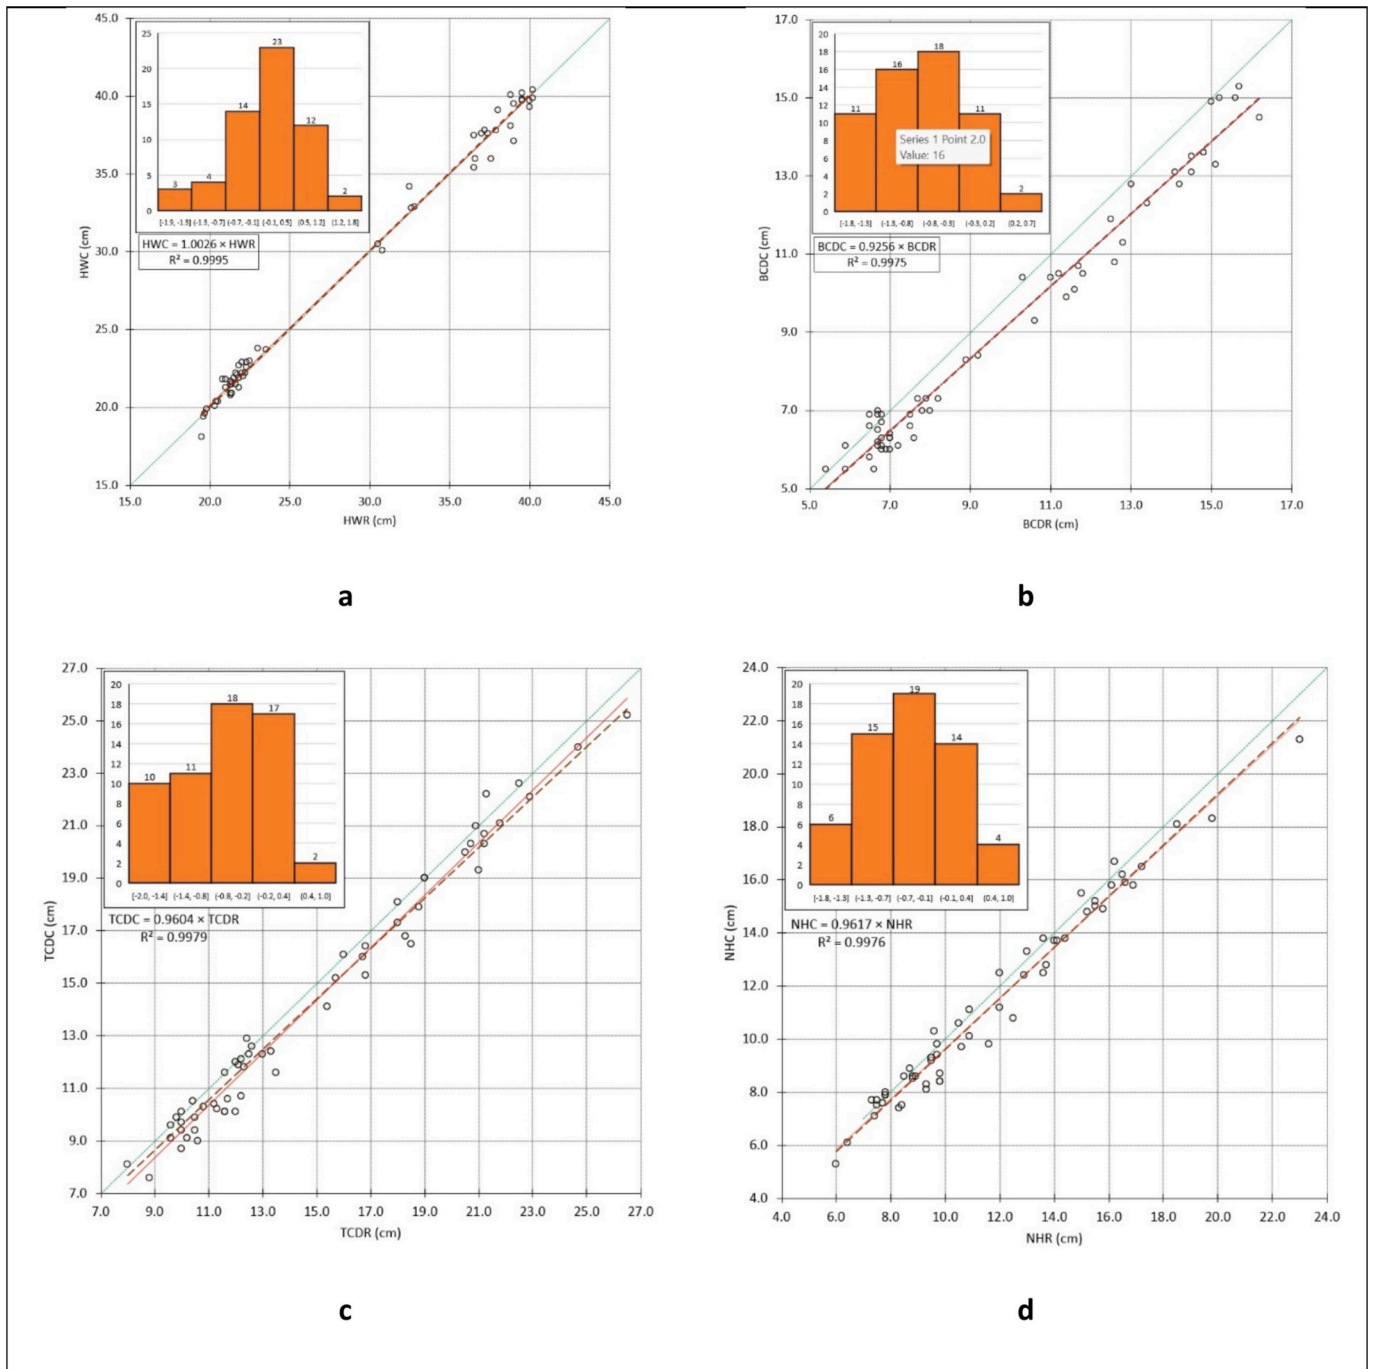 45.0
40.0
35.0
30.0
25.0
20.0
15.0
HWC (cm)
15.0 20.0 25.0 30.0 35.0 40.0 45.0
HWR (cm)
25
20
15
10
5
0
3 4 14 23 12 2
[-1.9, -1.3] (-1.3, -0.7] (-0.7, -0.1] (-0.1, 0.5] (0.5, 1.2] (1.2, 1.8]
HWC = 1.0026 × HWR
R² = 0.9995
a
17.0
15.0
13.0
11.0
9.0
7.0
5.0
BCDC (cm)
5.0 7.0 9.0 11.0 13.0 15.0 17.0
BCDR (cm)
20
18
16
14
12
10
8
6
4
2
0
11 16 18 11 2
Series 1 Point 2.0
Value: 16
[-1.8, -1.3] (-1.3, -0.8] (-0.8, -0.3] (-0.3, 0.2] (0.2, 0.7]
BCDC = 0.9256 × BCDR
R² = 0.9975
b
27.0
25.0
23.0
21.0
19.0
17.0
15.0
13.0
11.0
9.0
7.0
TCDC (cm)
7.0 9.0 11.0 13.0 15.0 17.0 19.0 21.0 23.0 25.0 27.0
TCDR (cm)
20
18
16
14
12
10
8
6
4
2
0
10 11 18 17 2
[-2.0, -1.4] (-1.4, -0.8] (-0.8, -0.2] (-0.2, 0.4] (0.4, 1.0]
TCDC = 0.9604 × TCDR
R² = 0.9979
c
24.0
22.0
20.0
18.0
16.0
14.0
12.0
10.0
8.0
6.0
4.0
NHC (cm)
4.0 6.0 8.0 10.0 12.0 14.0 16.0 18.0 20.0 22.0 24.0
NHR (cm)
20
18
16
14
12
10
8
6
4
2
0
6 15 19 14 4
[-1.8, -1.3] (-1.3, -0.7] (-0.7, -0.1] (-0.1, 0.4] (0.4, 1.0]
NHC = 0.9617 × NHR
R² = 0.9976
d